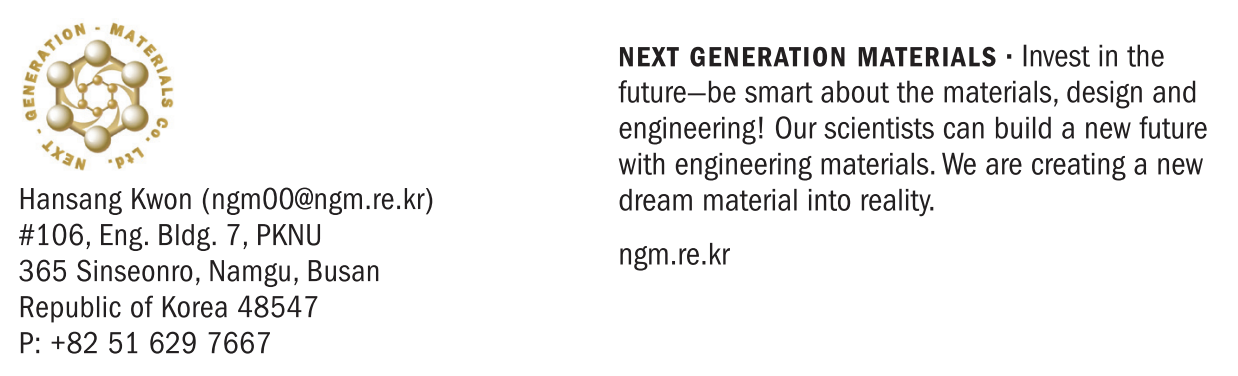 NEXT - GENERATION - MATERIALS Co. Ltd.
Hansang Kwon (ngm00@ngm.re.kr)
#106, Eng. Bldg. 7, PKNU
365 Sinseonro, Namgu, Busan
Republic of Korea 48547
P: +82 51 629 7667
NEXT GENERATION MATERIALS · Invest in the
future—be smart about the materials, design and
engineering! Our scientists can build a new future
with engineering materials. We are creating a new
dream material into reality.
ngm.re.kr